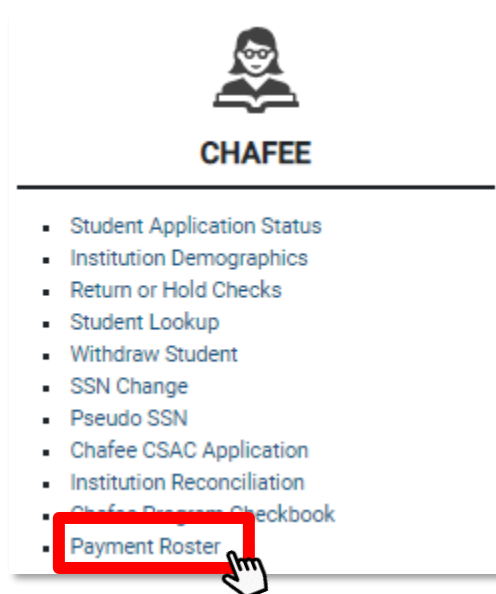 CHAFEE
Student Application Status
Institution Demographics
Return or Hold Checks
Student Lookup
Withdraw Student
SSN Change
Pseudo SSN
Chafee CSAC Application
Institution Reconciliation
Chafee Program Checkbook
Payment Roster